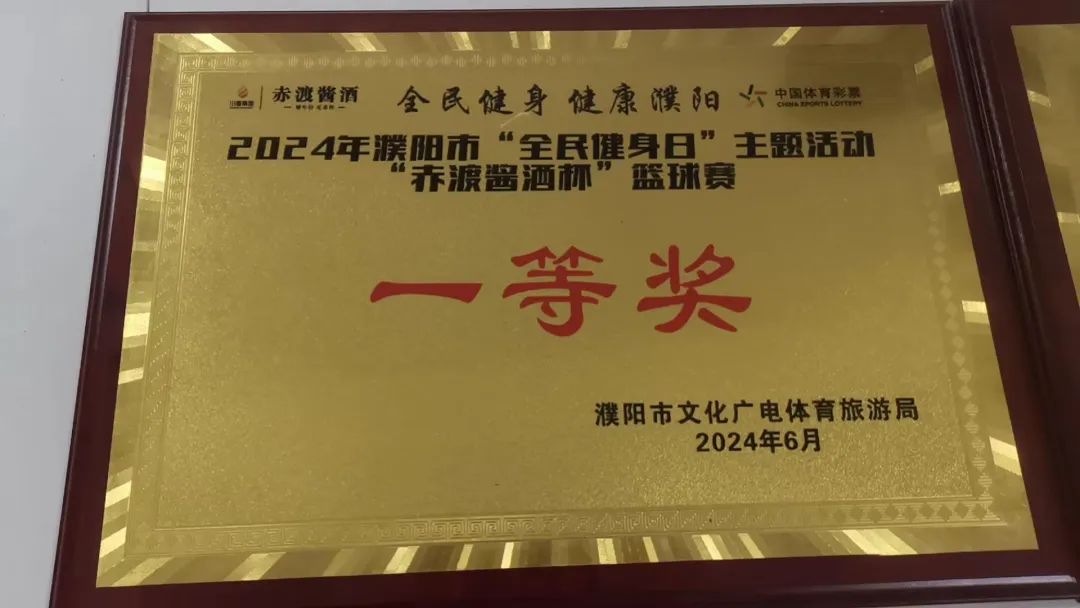 赤渡酱酒 全民健身 健康濮阳 中国体育彩票
CHINA SPORTS LOTTERY
2024年濮阳市“全民健身日”主题活动
“赤渡酱酒杯”篮球赛
一等奖
濮阳市文化广电体育旅游局
2024年6月